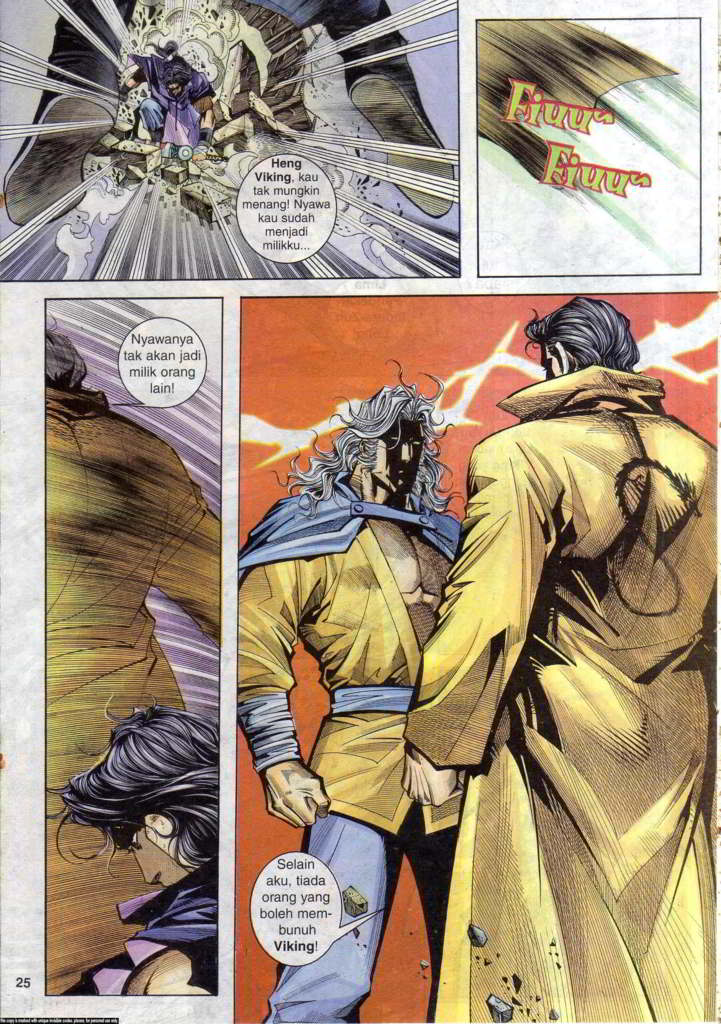 Heng
Viking, kau
tak mungkin
menang! Nyawa
kau sudah
menjadi
milikku...
Fiuu~
Fiuu~
Nyawanya
tak akan jadi
milik orang
lain!
Selain
aku, tiada
orang yang
boleh mem-
bunuh
Viking!
25